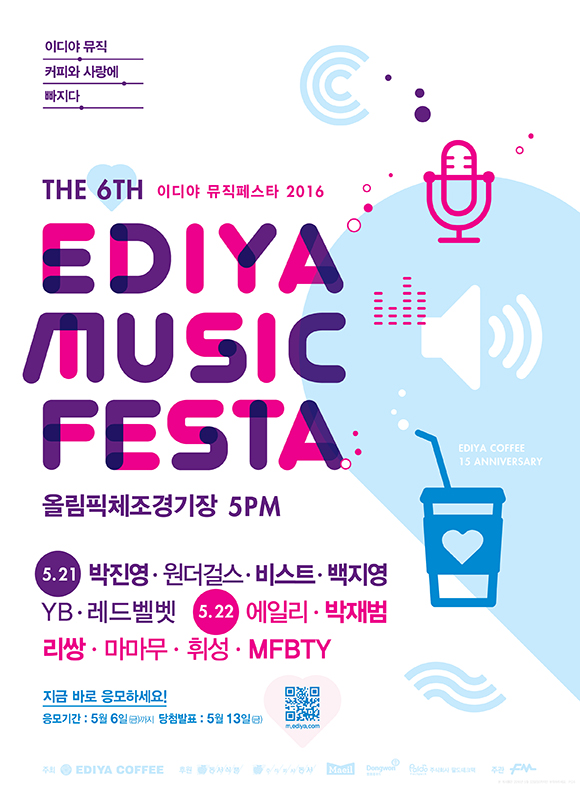 이디야 뮤직
커피와 사랑에
빠지다
THE 6TH 이디야 뮤직페스타 2016
EDIYA
MUSIC
FESTA
EDIYA COFFEE
15 ANNIVERSARY
올림픽체조경기장 5PM
5.21 박진영 · 원더걸스 · 비스트 · 백지영
YB · 레드벨벳 5.22 에일리 · 박재범
리쌍 · 마마무 · 휘성 · MFBTY
지금 바로 응모하세요!
응모기간 : 5월 6일(금)까지 당첨발표 : 5월 13일(금)
m.ediya.com
주최 EDIYA COFFEE 후원 Maeil Dongwon 주관 FM